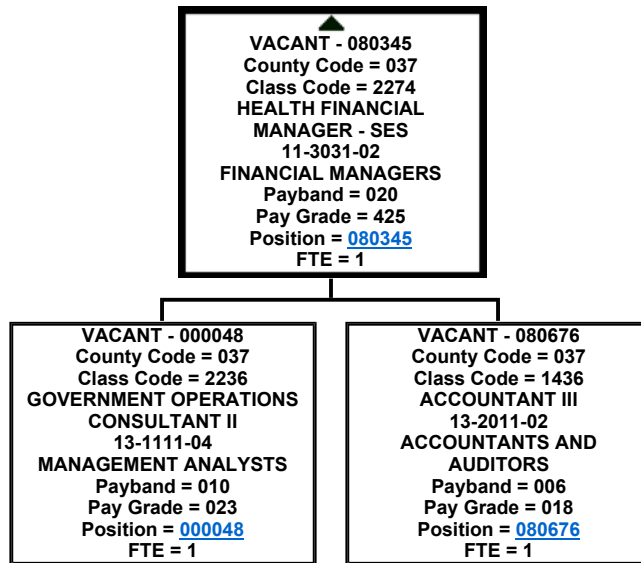 VACANT - 080345
County Code = 037
Class Code = 2274
HEALTH FINANCIAL
MANAGER - SES
11-3031-02
FINANCIAL MANAGERS
Payband = 020
Pay Grade = 425
Position = 080345
FTE = 1
VACANT - 000048
County Code = 037
Class Code = 2236
GOVERNMENT OPERATIONS
CONSULTANT II
13-1111-04
MANAGEMENT ANALYSTS
Payband = 010
Pay Grade = 023
Position = 000048
FTE = 1
VACANT - 080676
County Code = 037
Class Code = 1436
ACCOUNTANT III
13-2011-02
ACCOUNTANTS AND
AUDITORS
Payband = 006
Pay Grade = 018
Position = 080676
FTE = 1